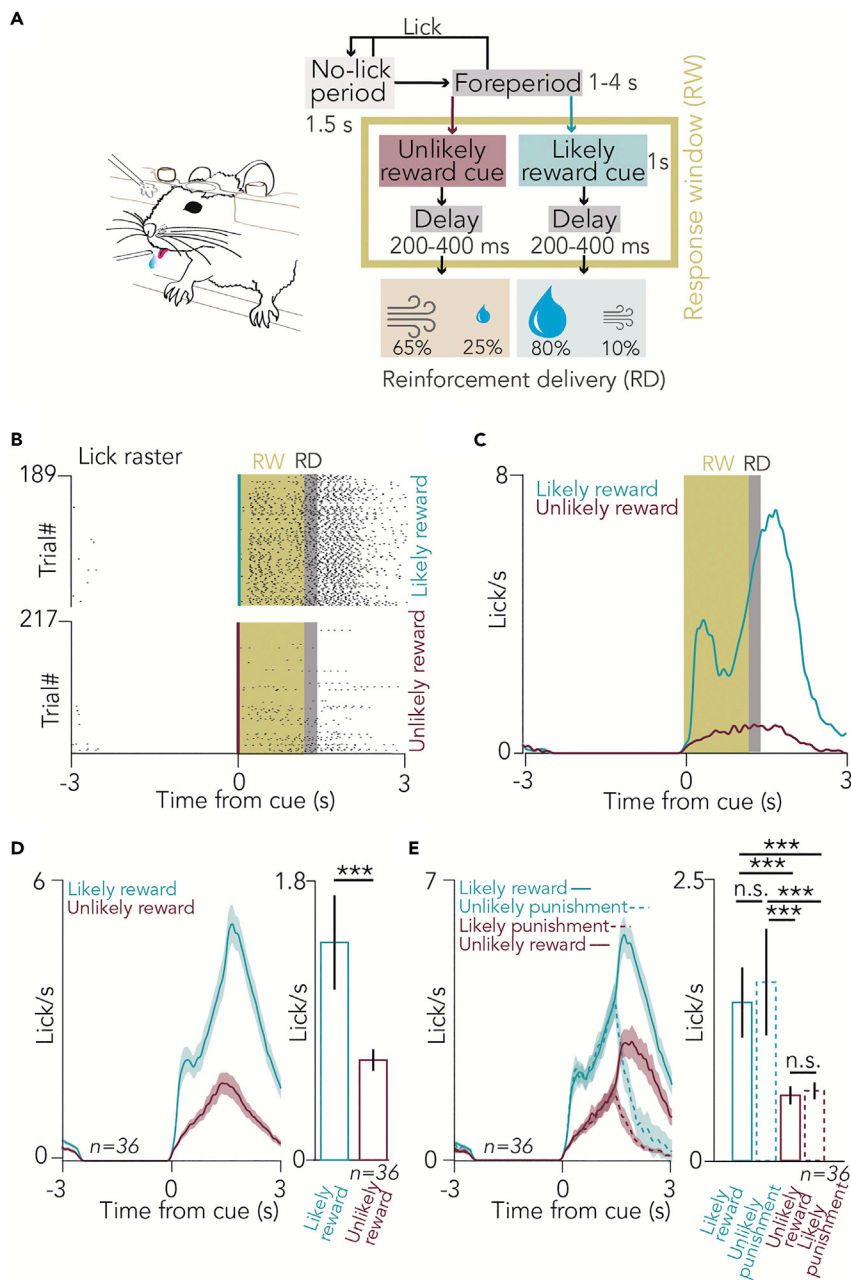 A
Lick
No-lick
period
Foreperiod
1-4 s
1.5 s
Response window (RW)
Unlikely
reward cue
Likely
reward cue
1s
Delay
200-400 ms
Delay
200-400 ms
65%
25%
80%
10%
Reinforcement delivery (RD)
B
Lick raster
RW
RD
189
Trial#
Likely reward
217
Trial#
Unlikely reward
-3
0
3
Time from cue (s)
C
RW
RD
8
Likely reward
Unlikely reward
Lick/s
0
-3
0
3
Time from cue (s)
D
6
Likely reward
Unlikely reward
Lick/s
0
n=36
-3
0
3
Time from cue (s)
1.8
***
Lick/s
0
n=36
Likely
reward
Unlikely
reward
E
7
Likely reward
Unlikely punishment
Likely punishment
Unlikely reward
Lick/s
0
n=36
-3
0
3
Time from cue (s)
***
***
n.s.
***
***
2.5
Lick/s
n.s.
0
n=36
Likely
reward
Unlikely
punishment
Unlikely
reward
Likely
punishment